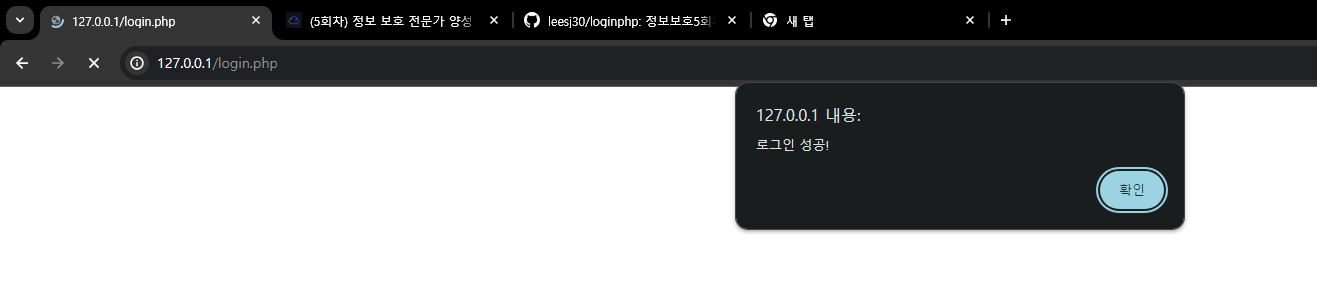 127.0.0.1/login.php
(5회차) 정보 보호 전문가 양성
leesj30/loginphp: 정보보호5회
새 탭
127.0.0.1/login.php
127.0.0.1 내용:
로그인 성공!
확인